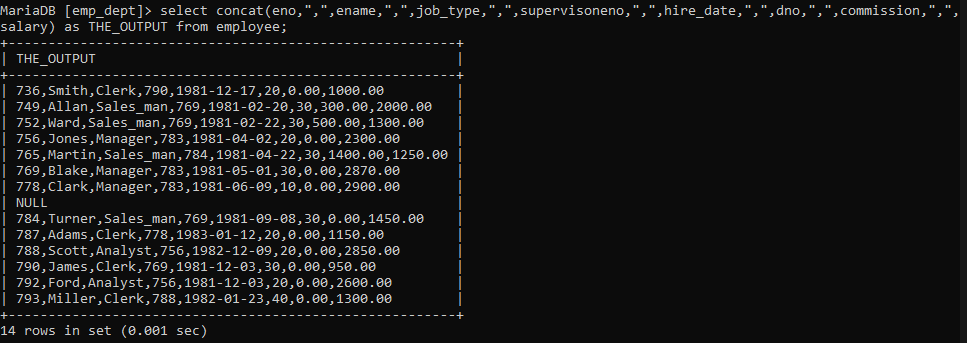 MariaDB [emp_dept]> select concat(eno,",",ename,",",job_type,",",supervisoneno,",",hire_date,",",dno,",",commission,",",
salary) as THE_OUTPUT from employee;
+--------------------------------------------------------+
| THE_OUTPUT |
+--------------------------------------------------------+
| 736,Smith,Clerk,790,1981-12-17,20,0.00,1000.00 |
| 749,Allan,Sales_man,769,1981-02-20,30,300.00,2000.00 |
| 752,Ward,Sales_man,769,1981-02-22,30,500.00,1300.00 |
| 756,Jones,Manager,783,1981-04-02,20,0.00,2300.00 |
| 765,Martin,Sales_man,784,1981-04-22,30,1400.00,1250.00 |
| 769,Blake,Manager,783,1981-05-01,30,0.00,2870.00 |
| 778,Clark,Manager,783,1981-06-09,10,0.00,2900.00 |
| NULL |
| 784,Turner,Sales_man,769,1981-09-08,30,0.00,1450.00 |
| 787,Adams,Clerk,778,1983-01-12,20,0.00,1150.00 |
| 788,Scott,Analyst,756,1982-12-09,20,0.00,2850.00 |
| 790,James,Clerk,769,1981-12-03,30,0.00,950.00 |
| 792,Ford,Analyst,756,1981-12-03,20,0.00,2600.00 |
| 793,Miller,Clerk,788,1982-01-23,40,0.00,1300.00 |
+--------------------------------------------------------+
14 rows in set (0.001 sec)